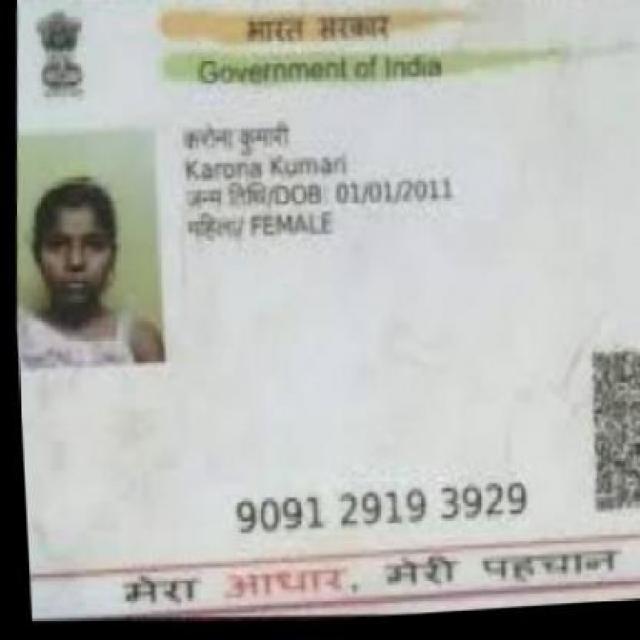 भारत सरकार
Government of India
करोना कुमारी
Karona Kumari
जन्म तिथि/DOB: 01/01/2011
महिला/ FEMALE
9091 2919 3929
मेरा आधार, मेरी पहचान